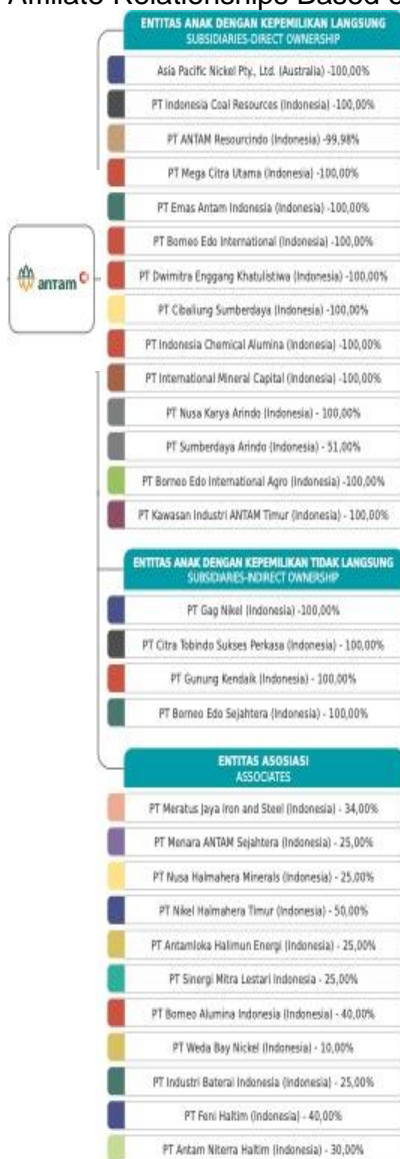 ENTITAS ANAK DENGAN KEPEMILIKAN LANGSUNG
SUBSIDIARIES-DIRECT OWNERSHIP
Asia Pacific Nickel Pty., Ltd. (Australia) -100,00%
PT Indonesia Coal Resources (Indonesia) -100,00%
PT ANTAM Resourcindo (Indonesia) -99,98%
PT Mega Citra Utama (Indonesia) -100,00%
PT Emas Antam Indonesia (Indonesia) -100,00%
PT Borneo Edo International (Indonesia) -100,00%
antam
PT Dwimitra Enggang Khatulistiwa (Indonesia) -100,00%
PT Cibaliung Sumberdaya (Indonesia) -100,00%
PT Indonesia Chemical Alumina (Indonesia) -100,00%
PT International Mineral Capital (Indonesia) -100,00%
PT Nusa Karya Arindo (Indonesia) - 100,00%
PT Sumberdaya Arindo (Indonesia) - 51,00%
PT Borneo Edo International Agro (Indonesia) -100,00%
PT Kawasan Industri ANTAM Timur (Indonesia) - 100,00%
ENTITAS ANAK DENGAN KEPEMILIKAN TIDAK LANGSUNG
SUBSIDIARIES-INDIRECT OWNERSHIP
PT Gag Nikel (Indonesia) -100,00%
PT Citra Tobindo Sukses Perkasa (Indonesia) - 100,00%
PT Gunung Kendaik (Indonesia) - 100,00%
PT Borneo Edo Sejahtera (Indonesia) - 100,00%
ENTITAS ASOSIASI
ASSOCIATES
PT Meratus Jaya Iron and Steel (Indonesia) - 34,00%
PT Menara ANTAM Sejahtera (Indonesia) - 25,00%
PT Nusa Halmahera Minerals (Indonesia) - 25,00%
PT Nikel Halmahera Timur (Indonesia) - 50,00%
PT Antamloka Halimun Energi (Indonesia) - 25,00%
PT Sinergi Mitra Lestari Indonesia - 25,00%
PT Borneo Alumina Indonesia (Indonesia) - 40,00%
PT Weda Bay Nickel (Indonesia) - 10,00%
PT Industri Baterai Indonesia (Indonesia) - 25,00%
PT Feni Haltim (Indonesia) - 40,00%
PT Antam Niterra Haltim (Indonesia) - 30,00%